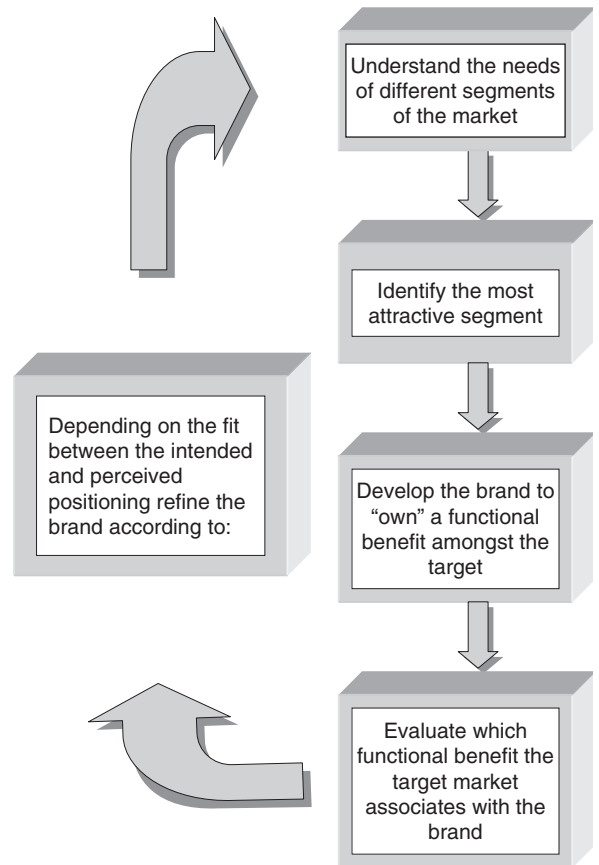 Understand the needs
of different segments
of the market
Identify the most
attractive segment
Develop the brand to
“own” a functional
benefit amongst the
target
Evaluate which
functional benefit the
target market
associates with the
brand
Depending on the fit
between the intended
and perceived
positioning refine the
brand according to: